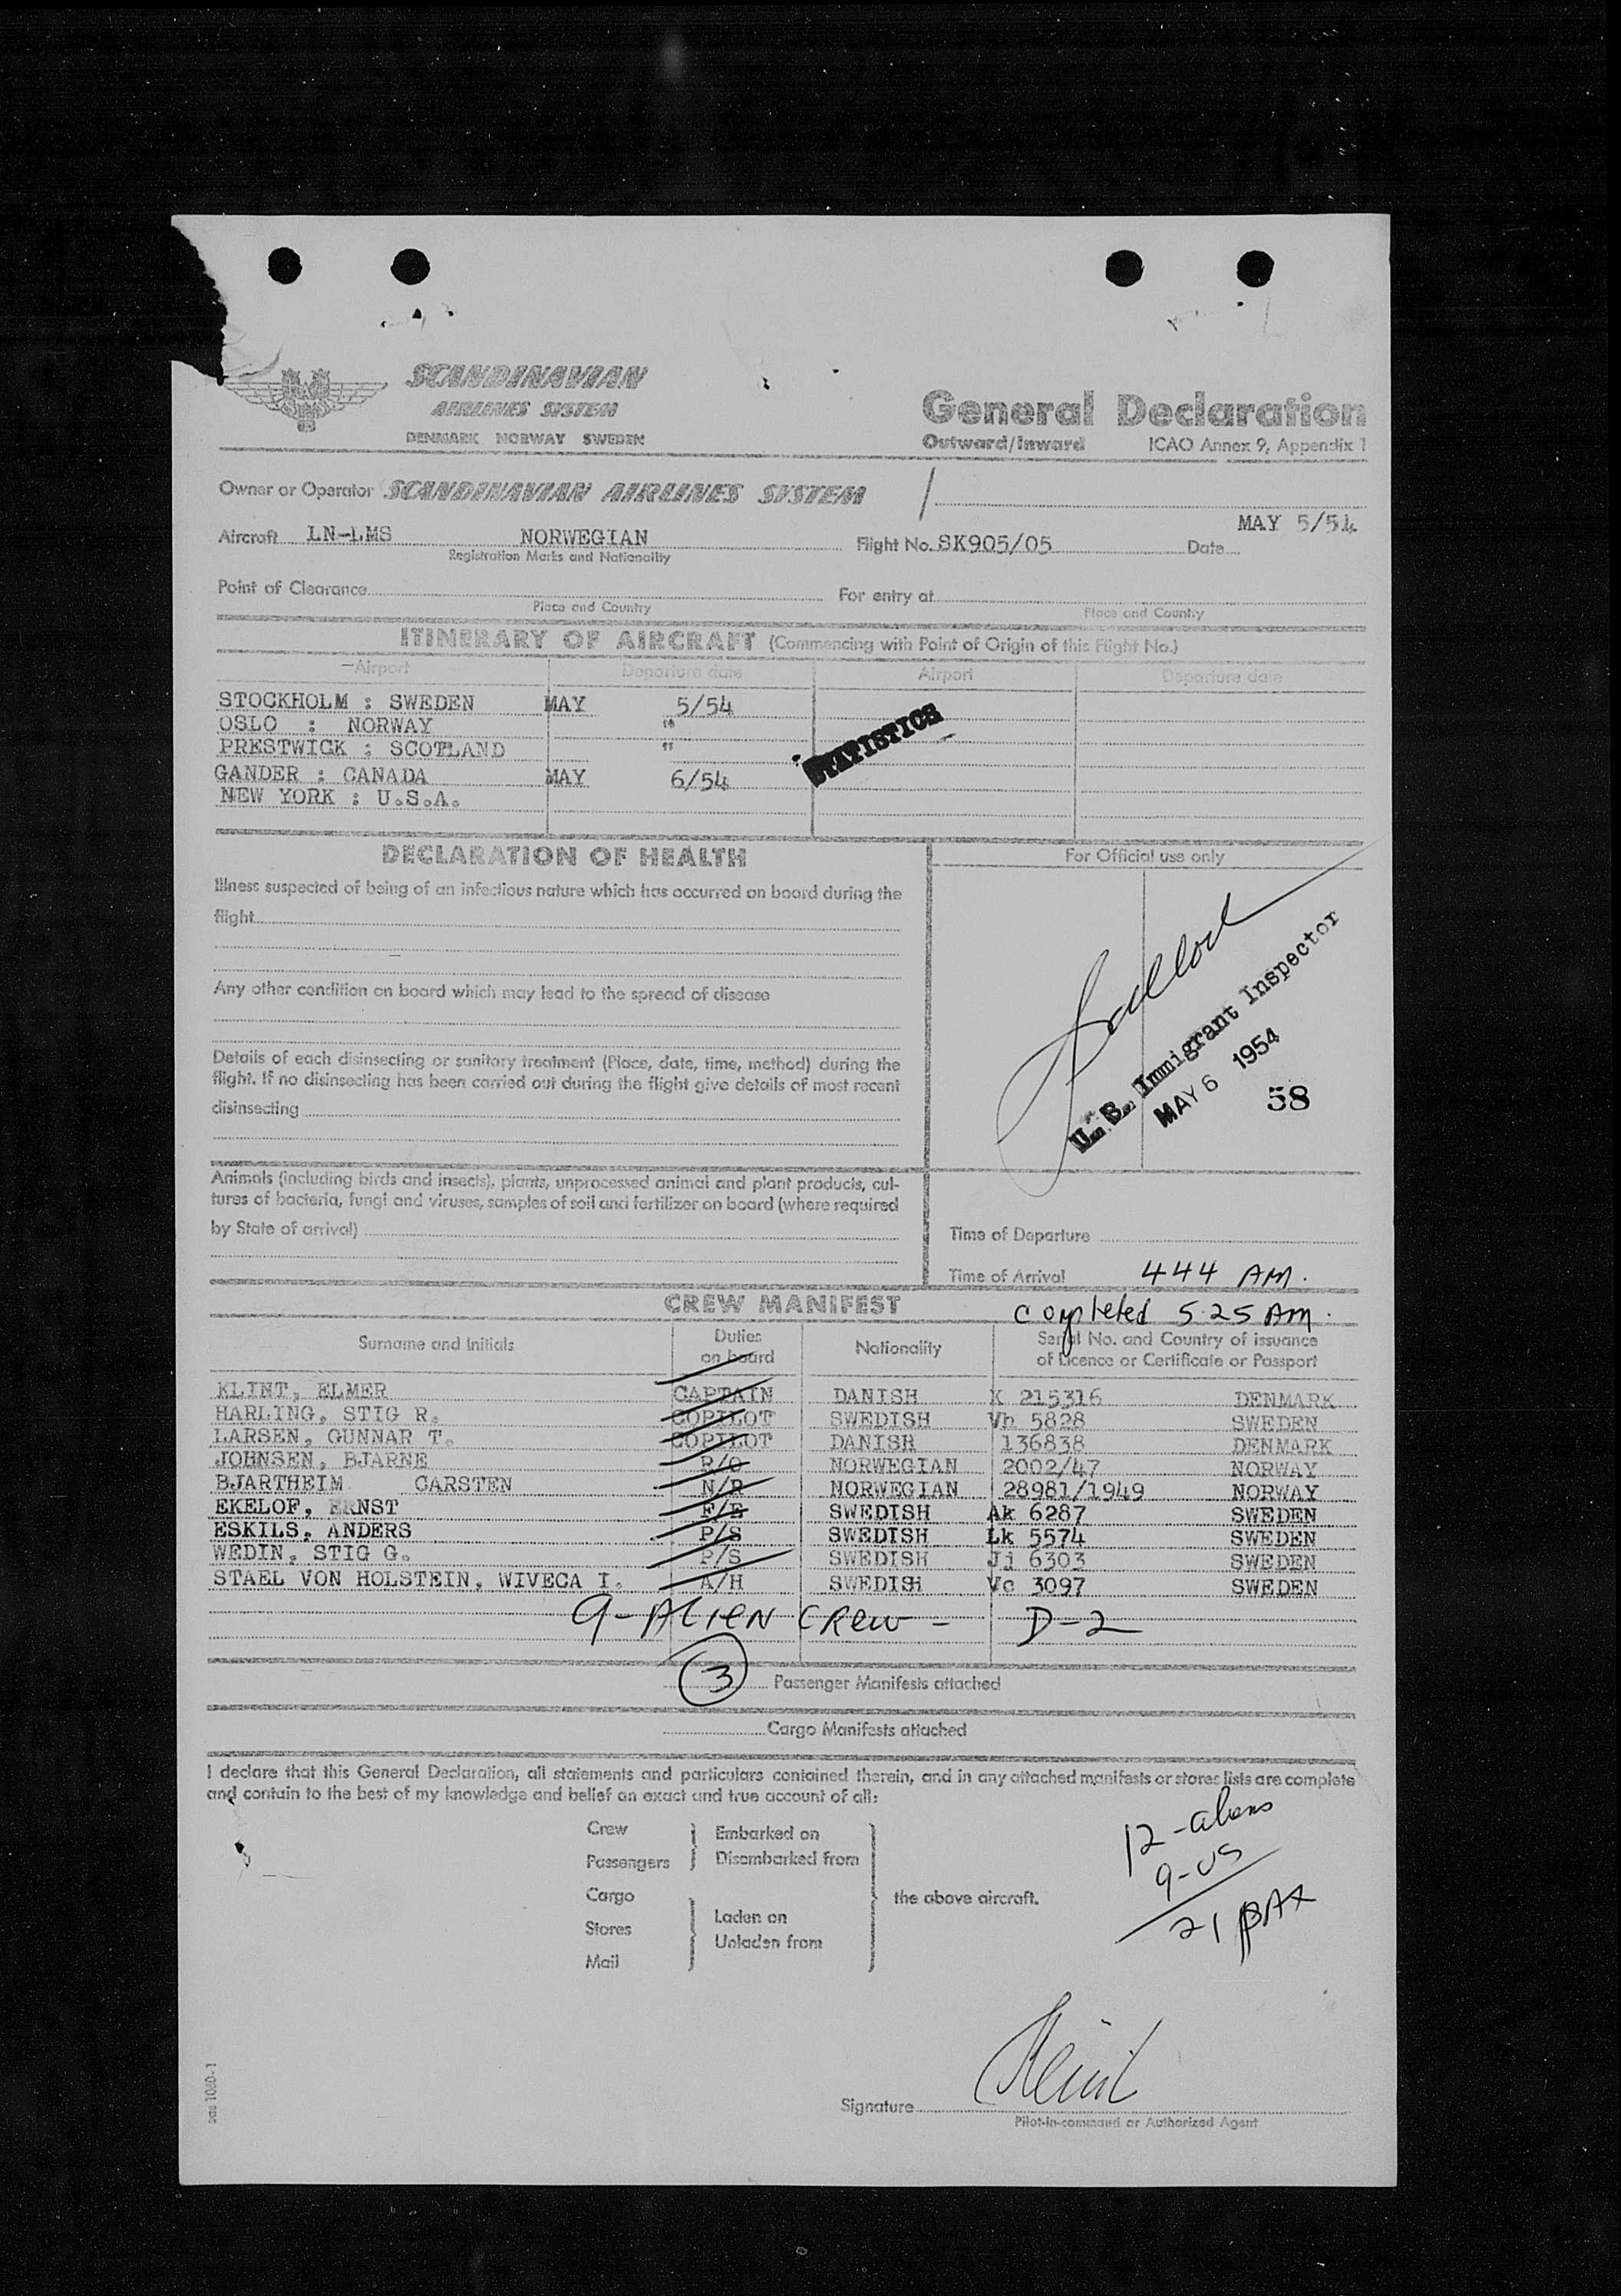 SCANDINAVIAN
AIRLINES SYSTEM
DENMARK NORWAY SWEDEN
General Declaration
Outward/Inward ICAO Annex 9, Appendix 1
Owner or Operator SCANDINAVIAN AIRLINES SYSTEM
MAY 5/54
Aircraft LN-LMS NORWEGIAN Flight No. SK905/05 Date
Registration Marks and Nationality
Point of Clearance For entry at
Place and Country Place and Country
ITINERARY OF AIRCRAFT (Commencing with Point of Origin of this Flight No.)
Airport Departure date Airport Departure date
STOCKHOLM : SWEDEN MAY 5/54
OSLO : NORWAY "
PRESTWICK : SCOTLAND "
GANDER : CANADA MAY 6/54
NEW YORK : U.S.A.
STATISTICS
DECLARATION OF HEALTH
Illness suspected of being of an infectious nature which has occurred on board during the
flight
Any other condition on board which may lead to the spread of disease
Details of each disinsecting or sanitary treatment (Place, date, time, method) during the
flight. If no disinsecting has been carried out during the flight give details of most recent
disinsecting
Animals (including birds and insects), plants, unprocessed animal and plant products, cul-
tures of bacteria, fungi and viruses, samples of soil and fertilizer on board (where required
by State of arrival)
For Official use only
U. S. Immigrant Inspector
MAY 6 1954
58
Time of Departure
Time of Arrival 444 AM.
Completed 5.25 AM.
CREW MANIFEST
Surname and Initials Duties on board Nationality Serial No. and Country of issuance
of Licence or Certificate or Passport
KLINT, ELMER CAPTAIN DANISH K 215316 DENMARK
HARLING, STIG R. COPILOT SWEDISH Vh 5828 SWEDEN
LARSEN, GUNNAR T. COPILOT DANISH 136838 DENMARK
JOHNSEN, BJARNE R/O NORWEGIAN 2002/47 NORWAY
BJARTHEIM CARSTEN N/R NORWEGIAN 28981/1949 NORWAY
EKELOF, ERNST F/E SWEDISH Ak 6287 SWEDEN
ESKILS, ANDERS P/S SWEDISH Lk 5574 SWEDEN
WEDIN, STIG G. P/S SWEDISH Ji 6303 SWEDEN
STAEL VON HOLSTEIN, WIVECA I. A/H SWEDISH Vc 3097 SWEDEN
9-ALIEN CREW - D-2
3 Passenger Manifests attached
Cargo Manifests attached
I declare that this General Declaration, all statements and particulars contained therein, and in any attached manifests or stores lists are complete
and contain to the best of my knowledge and belief an exact and true account of all:
Crew
Passengers
Embarked on
Disembarked from
Cargo
Stores
Mail
Laden on
Unladen from
the above aircraft.
12-aliens
9-US
21 PAX
Signature Klint
Pilot-in-command or Authorized Agent
sas 1080-1